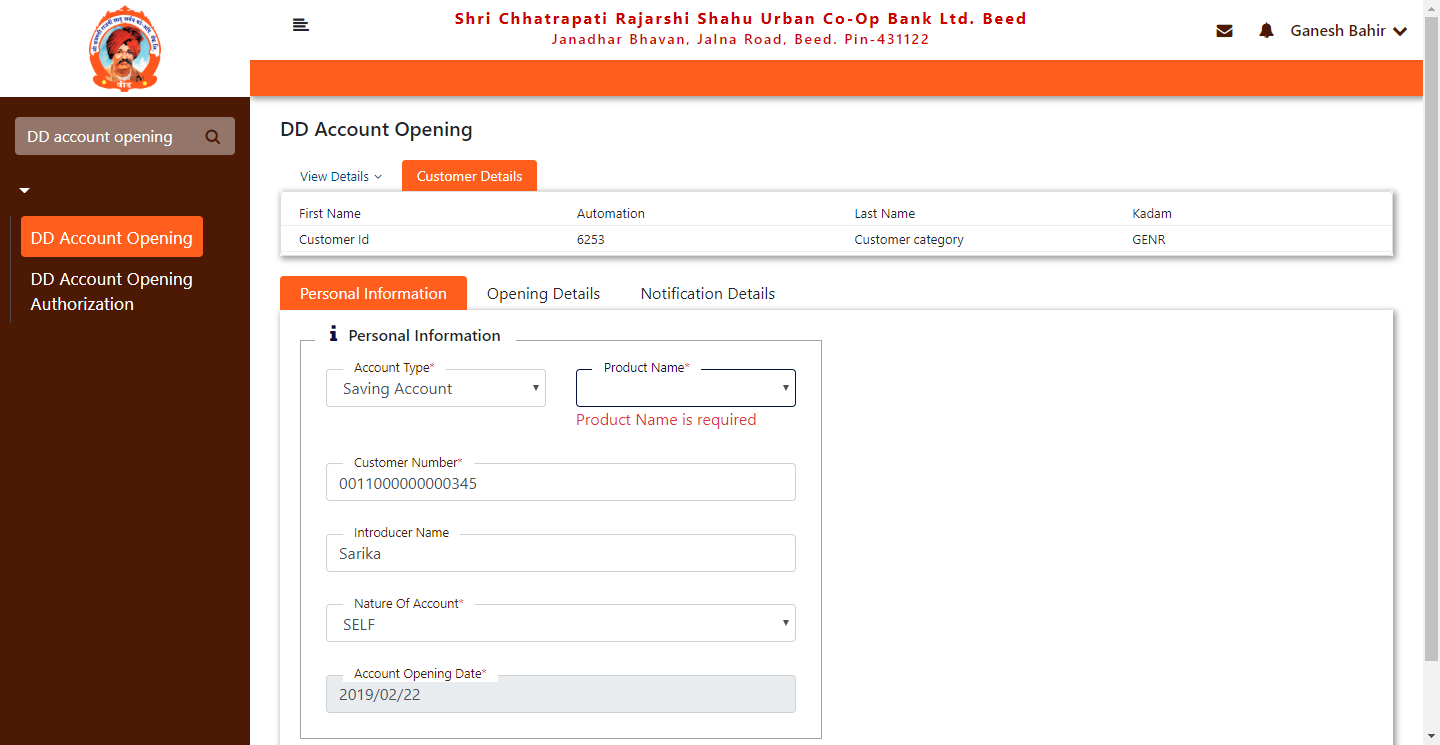 Shri Chhatrapati Rajarshi Shahu Urban Co-Op Bank Ltd. Beed
Janadhar Bhavan, Jalna Road, Beed. Pin-431122
Ganesh Bahir
DD account opening
DD Account Opening
DD Account Opening
Authorization
DD Account Opening
View Details
Customer Details
First Name Automation Last Name Kadam
Customer Id 6253 Customer category GENR
Personal Information Opening Details Notification Details
Personal Information
Account Type* Product Name*
Saving Account
Product Name is required
Customer Number*
0011000000000345
Introducer Name
Sarika
Nature Of Account*
SELF
Account Opening Date*
2019/02/22